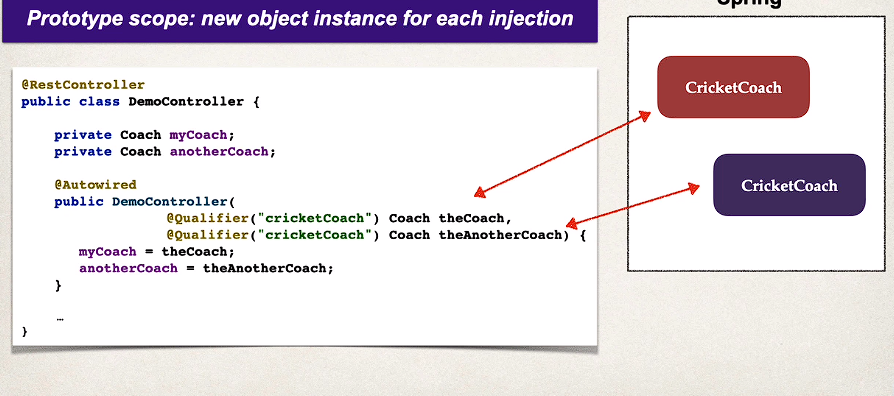 Prototype scope: new object instance for each injection
Spring
@RestController
public class DemoController {
private Coach myCoach;
private Coach anotherCoach;
@Autowired
public DemoController(
@Qualifier("cricketCoach") Coach theCoach,
@Qualifier("cricketCoach") Coach theAnotherCoach) {
myCoach = theCoach;
anotherCoach = theAnotherCoach;
}
…
}
CricketCoach
CricketCoach